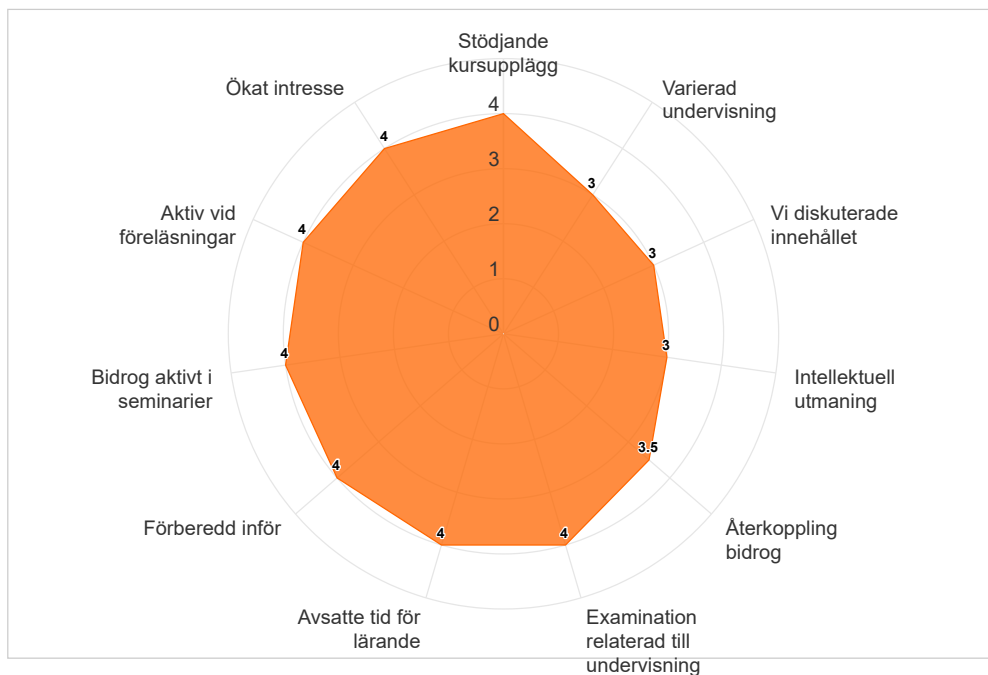 Stödjande
kursupplägg
Ökat intresse
Varierad
undervisning
4
4
3
3
Aktiv vid
föreläsningar
4
2
Vi diskuterade
innehållet
3
1
0
Bidrog aktivt i
seminarier
4
3
Intellektuell
utmaning
3.5
4
Förberedd inför
Återkoppling
bidrog
4
4
Avsatte tid för
lärande
Examination
relaterad till
undervisning